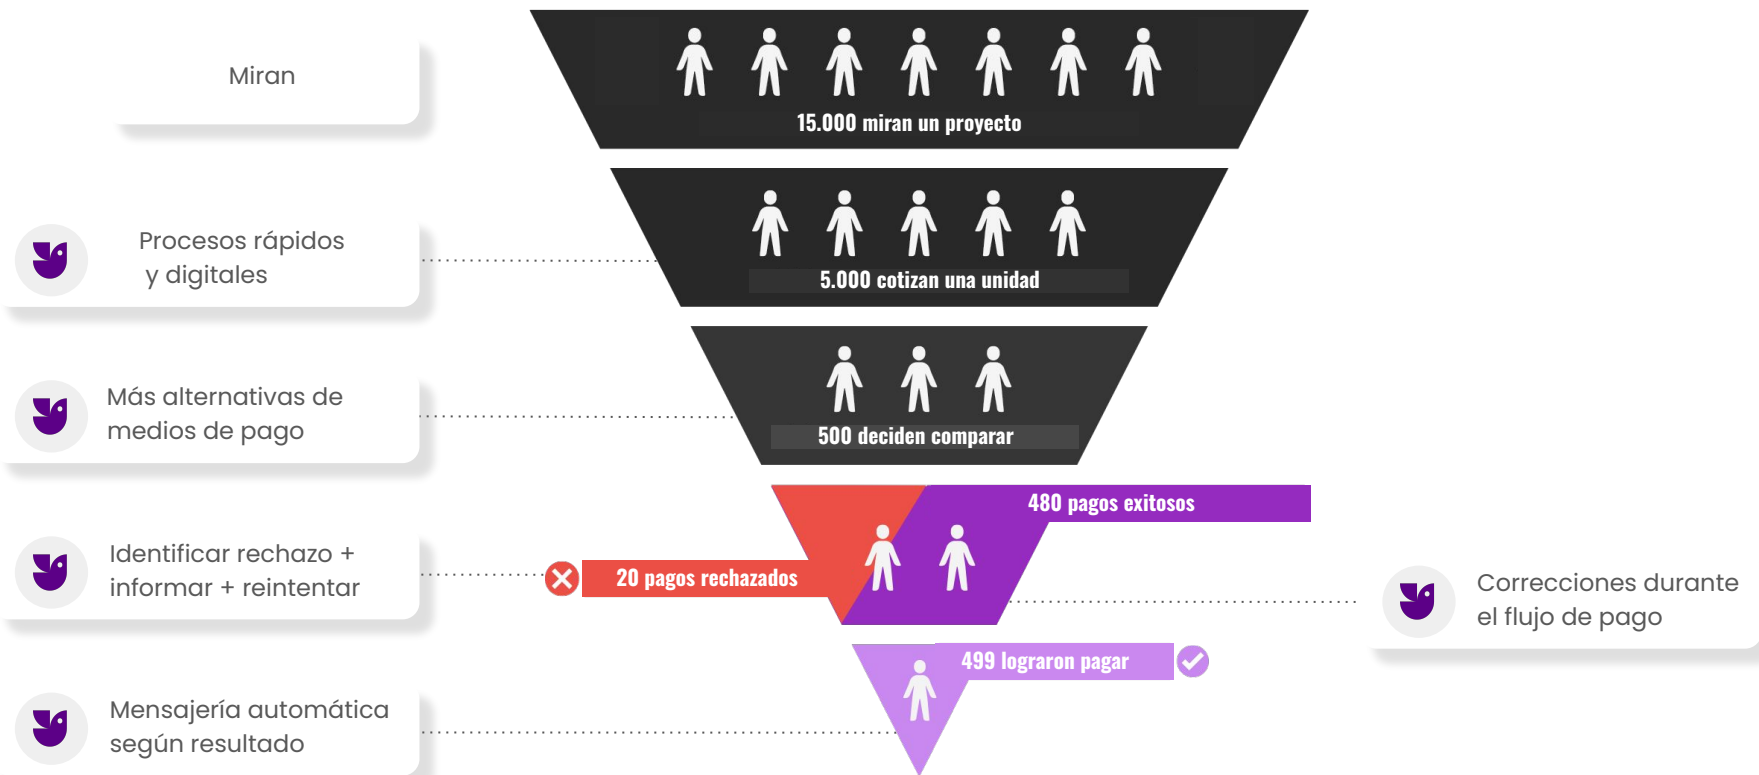 Miran
15.000 miran un proyecto
Procesos rápidos
y digitales
5.000 cotizan una unidad
Más alternativas de
medios de pago
500 deciden comparar
480 pagos exitosos
Identificar rechazo +
informar + reintentar
20 pagos rechazados
Correcciones durante
el flujo de pago
499 lograron pagar
Mensajería automática
según resultado